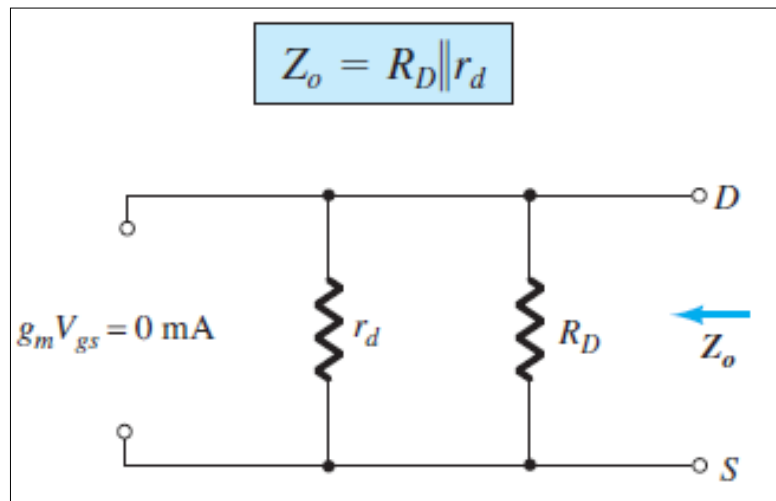 Z_o = R_D||r_d
D
g_mV_gs = 0 mA
r_d
R_D
Z_o
S